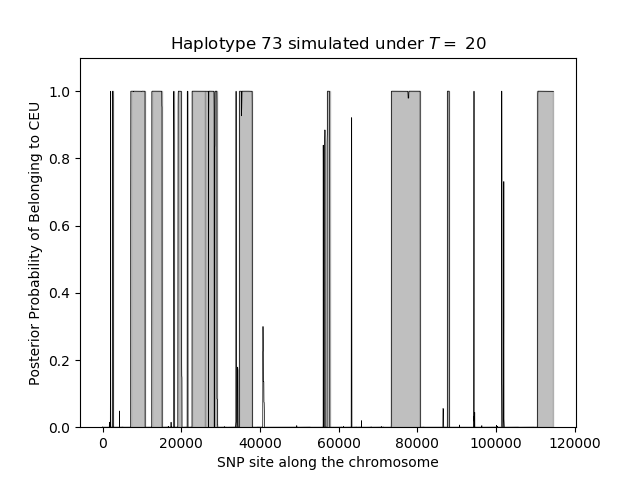 Haplotype 73 simulated under T = 20
Posterior Probability of Belonging to CEU
1.0
0.8
0.6
0.4
0.2
0.0
0 20000 40000 60000 80000 100000 120000
SNP site along the chromosome